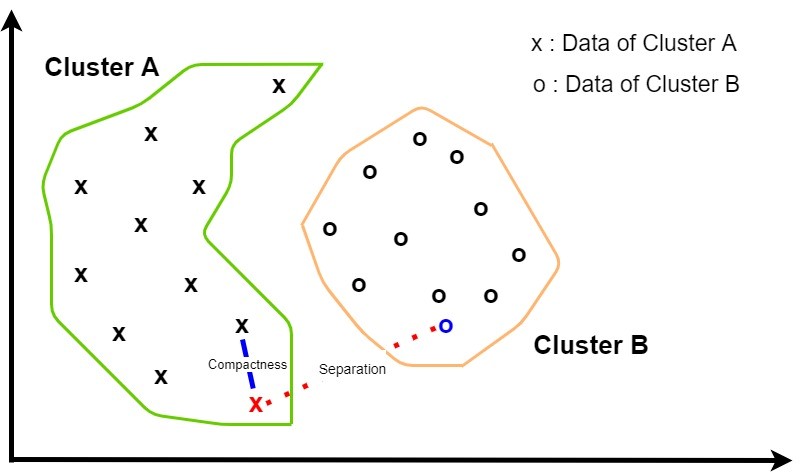 x : Data of Cluster A
Cluster A
o : Data of Cluster B
x
x
o
o
o
x
x
o
x
o
o
o
x
x
o
o
o
x
o
x
Cluster B
Compactness
Separation
x
x